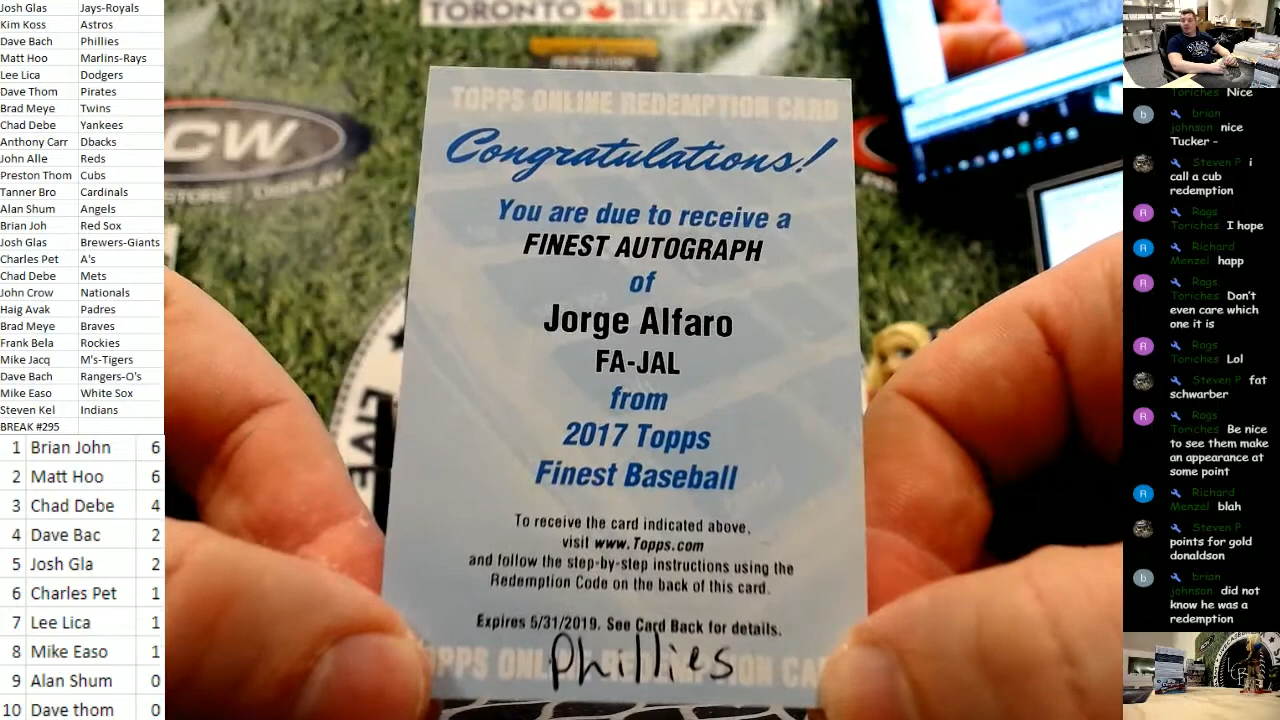 Josh Glas Jays-Royals
Kim Koss Astros
Dave Bach Phillies
Matt Hoo Marlins-Rays
Lee Lica Dodgers
Dave Thom Pirates
Brad Meye Twins
Chad Debe Yankees
Anthony Carr Dbacks
John Alle Reds
Preston Thom Cubs
Tanner Bro Cardinals
Alan Shum Angels
Brian Joh Red Sox
Josh Glas Brewers-Giants
Charles Pet A's
Chad Debe Mets
John Crow Nationals
Haig Avak Padres
Brad Meye Braves
Frank Bela Rockies
Mike Jacq M's-Tigers
Dave Bach Rangers-O's
Mike Easo White Sox
Steven Kel Indians
BREAK #295
1 Brian John 6
2 Matt Hoo 6
3 Chad Debe 4
4 Dave Bac 2
5 Josh Gla 2
6 Charles Pet 1
7 Lee Lica 1
8 Mike Easo 1
9 Alan Shum 0
10 Dave thom 0
TORONTO BLUE JAYS
CW
STORE DISPLAY
TOPPS ONLINE REDEMPTION CARD
Congratulations!
You are due to receive a
FINEST AUTOGRAPH
of
Jorge Alfaro
FA-JAL
from
2017 Topps
Finest Baseball
To receive the card indicated above,
visit www.Topps.com
and follow the step-by-step instructions using the
Redemption Code on the back of this card.
Expires 5/31/2019. See Card Back for details.
Phillies
Toriches Nice
b brian
johnson nice
Tucker -
Steven P i
call a cub
redemption
R Rags
Toriches I hope
R Richard
Menzel happ
R Rags
Toriches Don't
even care which
one it is
R Rags
Toriches Lol
Steven P fat
schwarber
R Rags
Toriches Be nice
to see them make
an appearance at
some point
R Richard
Menzel blah
Steven P
points for gold
donaldson
b brian
johnson did not
know he was a
redemption